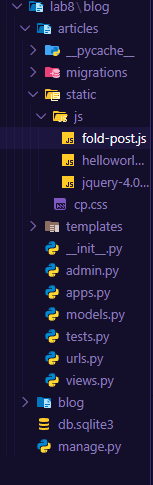 lab8\blog
articles
__pycache__
migrations
static
js
fold-post.js
helloworl...
jquery-4.0...
cp.css
templates
__init__.py
admin.py
apps.py
models.py
tests.py
urls.py
views.py
blog
db.sqlite3
manage.py